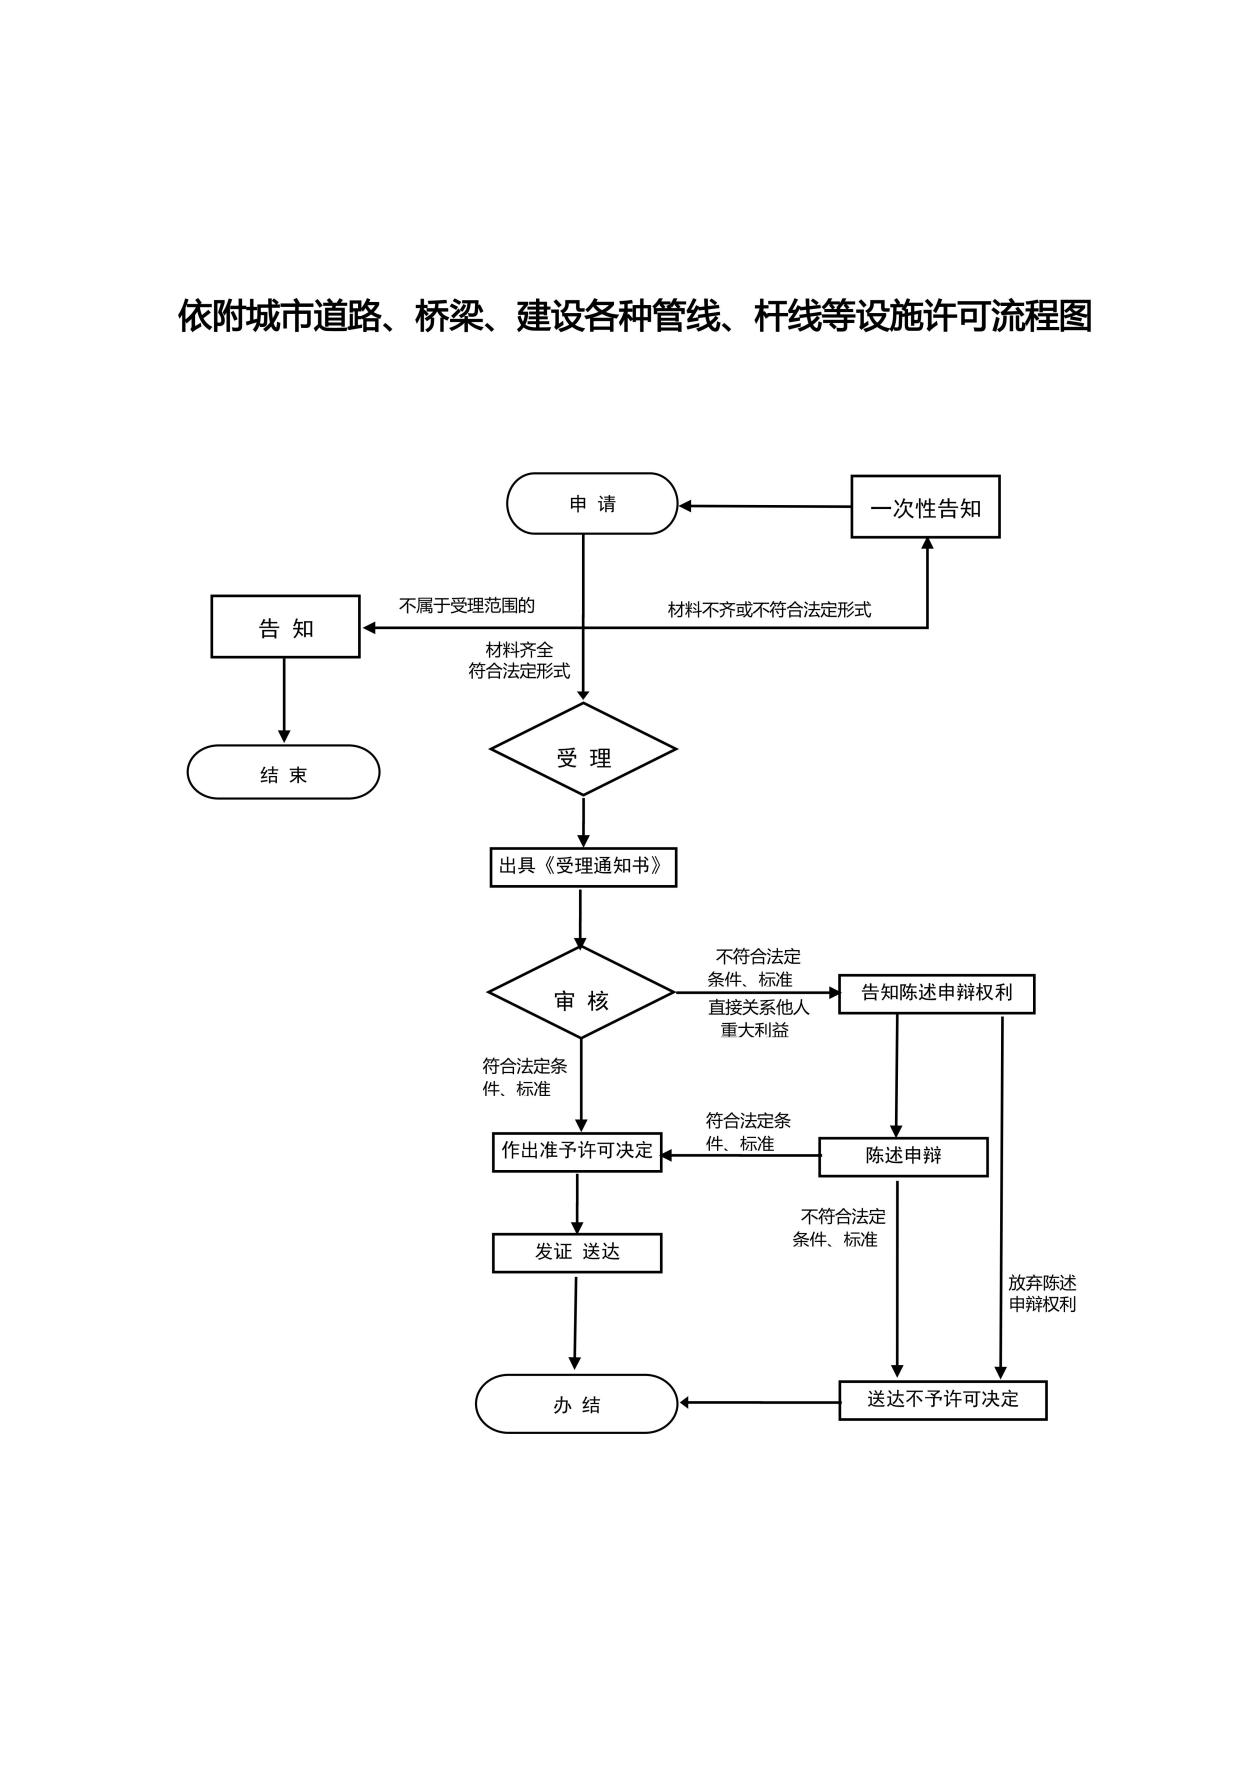 依附城市道路、桥梁、建设各种管线、杆线等设施许可流程图
申 请
一次性告知
不属于受理范围的
材料不齐或不符合法定形式
告 知
材料齐全
符合法定形式
受 理
结 束
出具《受理通知书》
不符合法定
条件、标准
审 核
告知陈述申辩权利
直接关系他人
重大利益
符合法定条
件、标准
符合法定条
件、标准
作出准予许可决定
陈述申辩
不符合法定
条件、标准
发证 送达
放弃陈述
申辩权利
办 结
送达不予许可决定